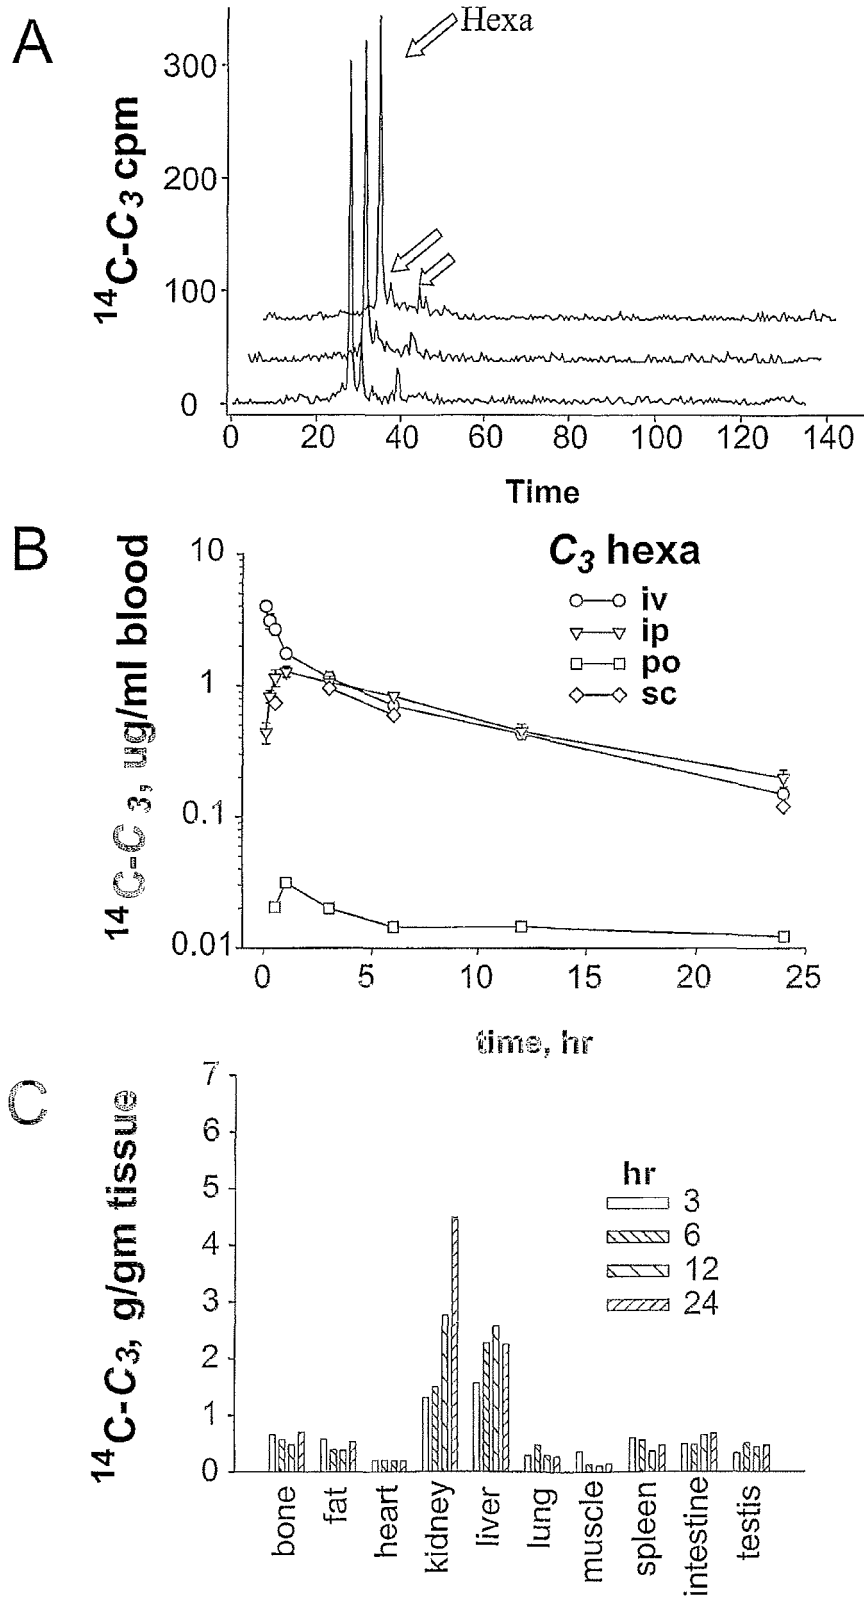 A
Hexa
300
200
100
0
¹⁴C-C₃ cpm
0 20 40 60 80 100 120 140
Time
B
C₃ hexa
iv
ip
po
sc
10
1
0.1
0.01
¹⁴C-C₃, ug/ml blood
0 5 10 15 20 25
time, hr
C
7
6
5
4
3
2
1
0
¹⁴C-C₃, g/gm tissue
hr
3
6
12
24
bone
fat
heart
kidney
liver
lung
muscle
spleen
intestine
testis